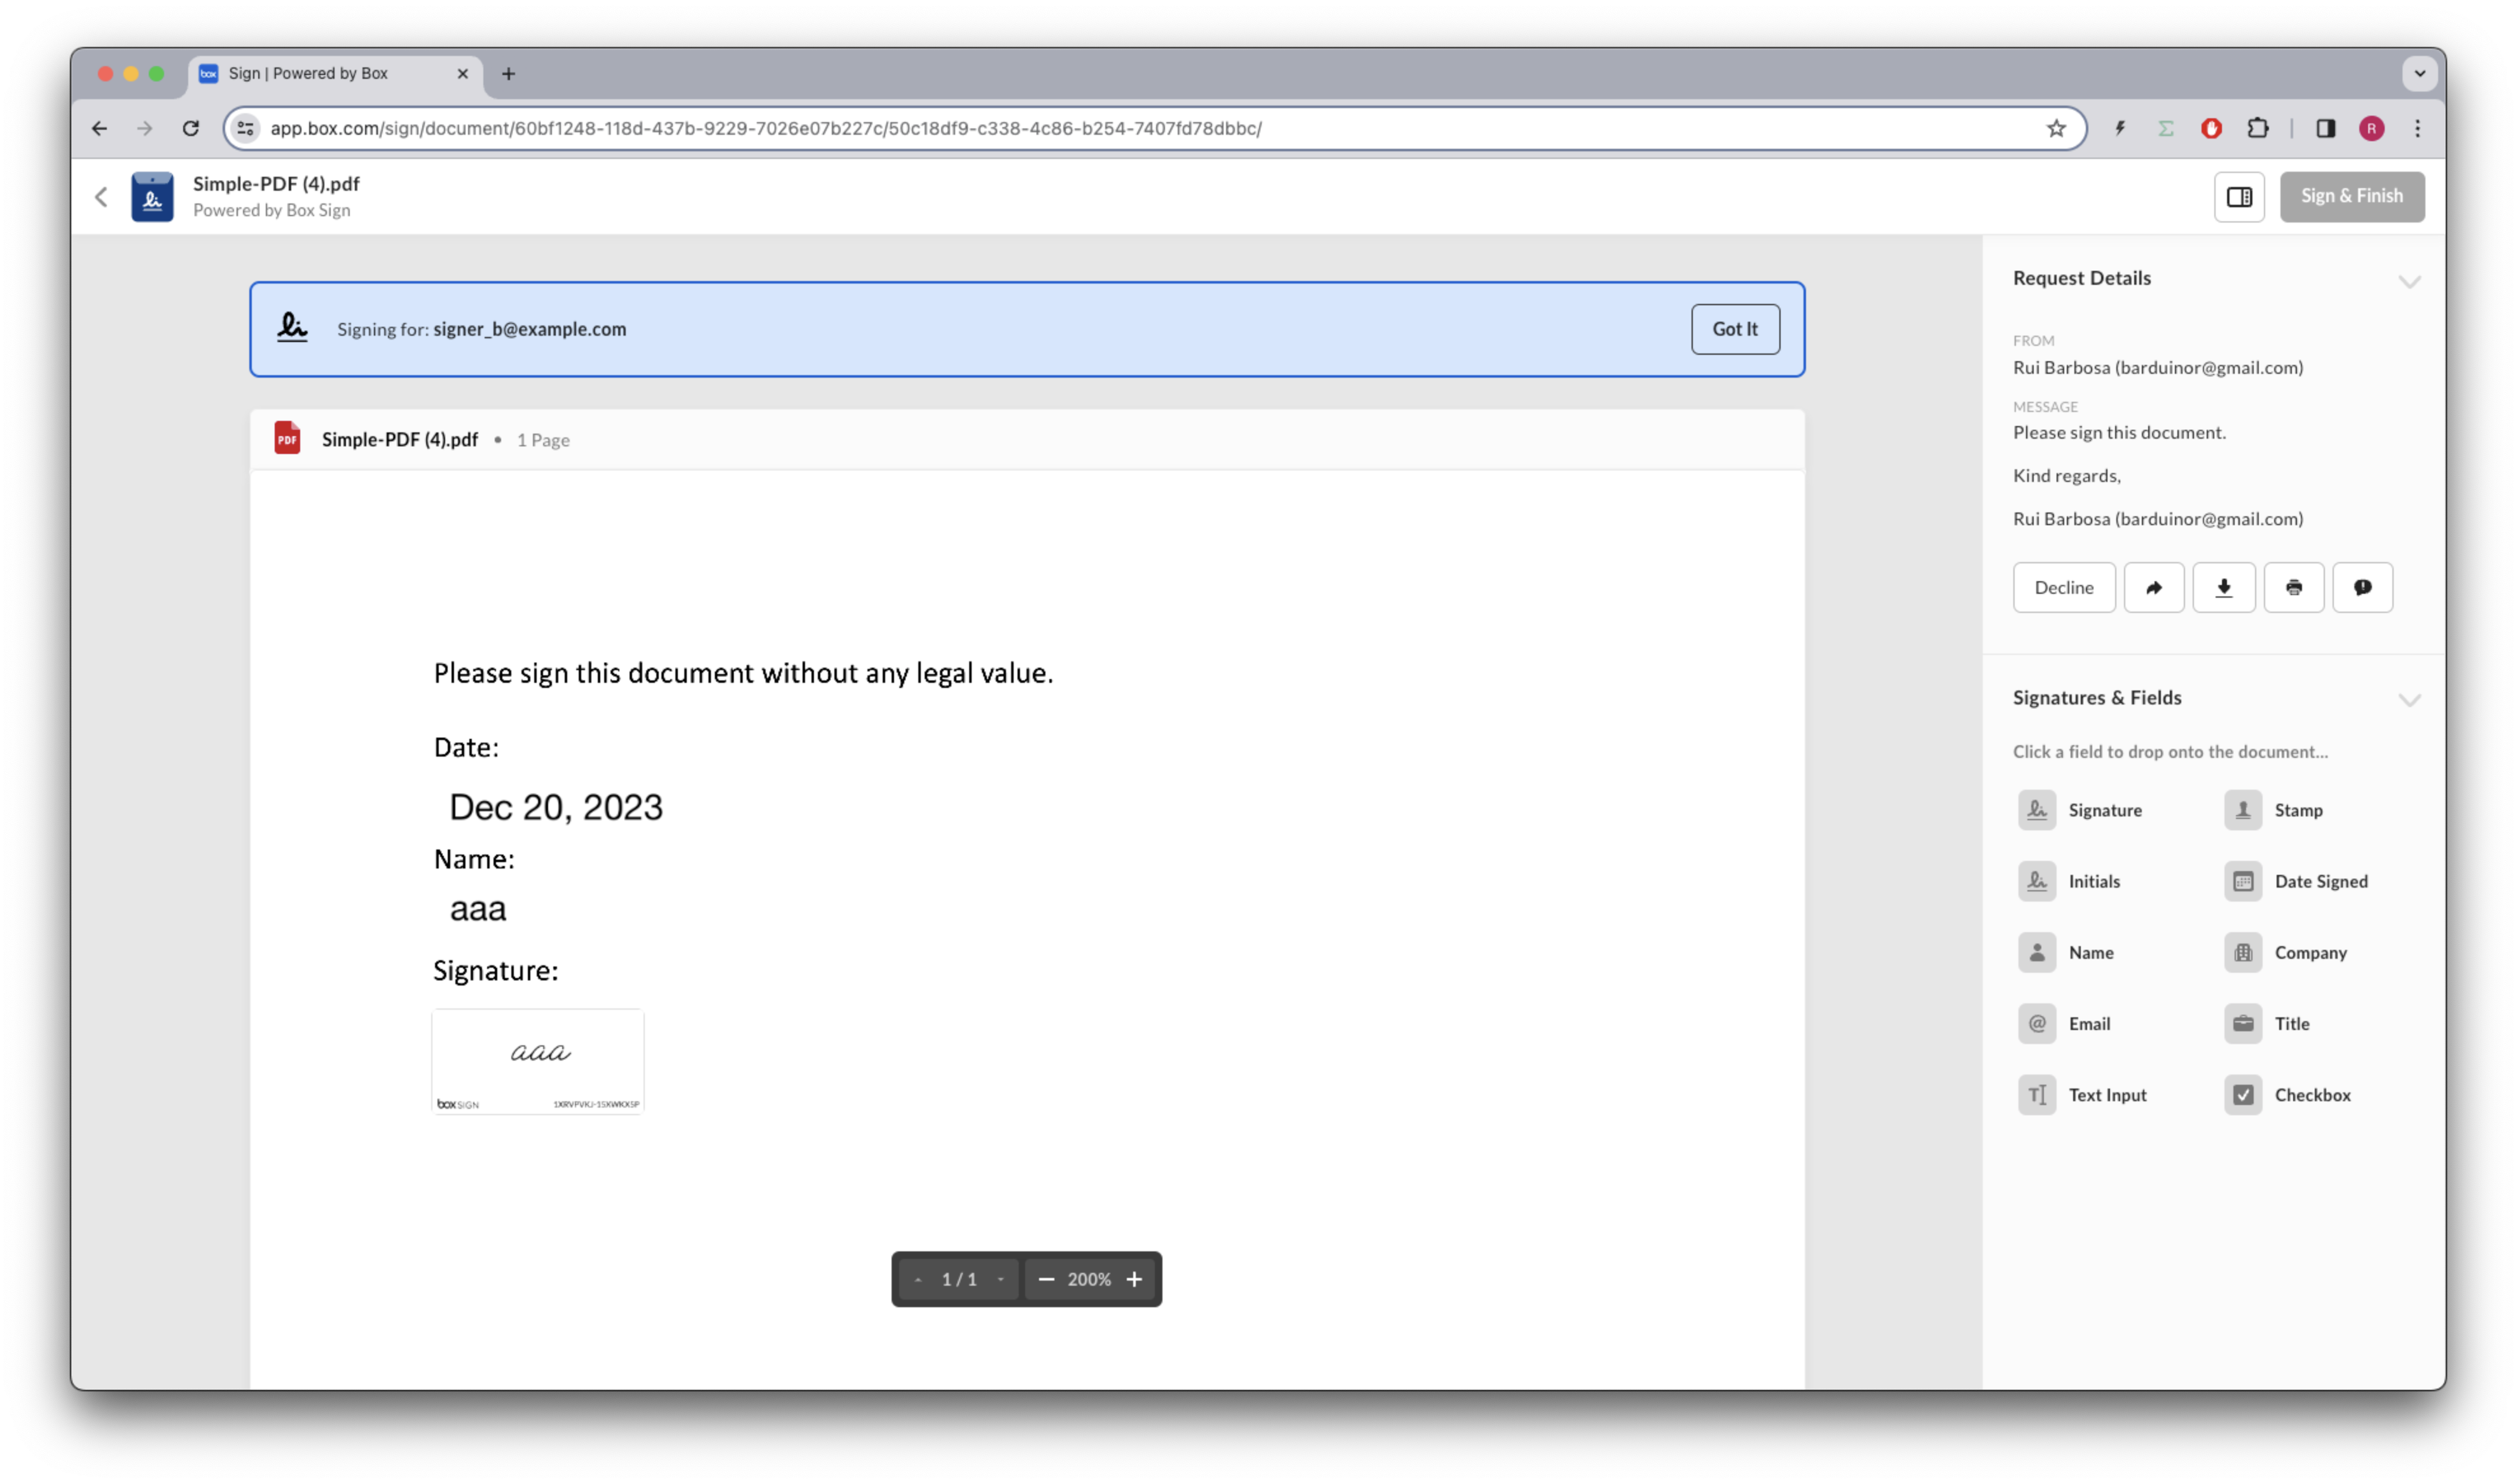 box Sign | Powered by Box
app.box.com/sign/document/60bf1248-118d-437b-9229-7026e07b227c/50c18df9-c338-4c86-b254-7407fd78dbbc/
R
Simple-PDF (4).pdf
Powered by Box Sign
Sign & Finish
Signing for: signer_b@example.com
Got It
PDF Simple-PDF (4).pdf • 1 Page
Please sign this document without any legal value.
Date:
Dec 20, 2023
Name:
aaa
Signature:
aaa
box SIGN 1XRVPVKJ-1SXWKXSP
1 / 1 200%
Request Details
FROM
Rui Barbosa (barduinor@gmail.com)
MESSAGE
Please sign this document.
Kind regards,
Rui Barbosa (barduinor@gmail.com)
Decline
Signatures & Fields
Click a field to drop onto the document...
Signature Stamp
Initials Date Signed
Name Company
@ Email Title
TI Text Input Checkbox